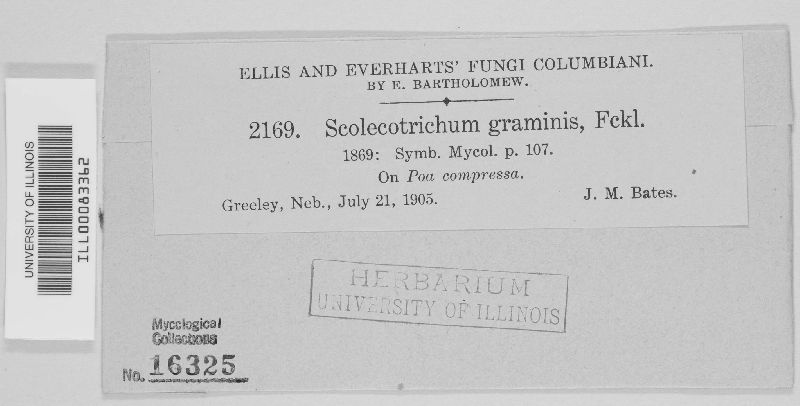 ELLIS AND EVERHARTS' FUNGI COLUMBIANI.
BY E. BARTHOLOMEW.
2169. Scolecotrichum graminis, Fckl.
1869: Symb. Mycol. p. 107.
On Poa compressa.
Greeley, Neb., July 21, 1905. J. M. Bates.
HERBARIUM
UNIVERSITY OF ILLINOIS
Mycological
Collections
No. 16325
UNIVERSITY OF ILLINOIS
ILL00083362